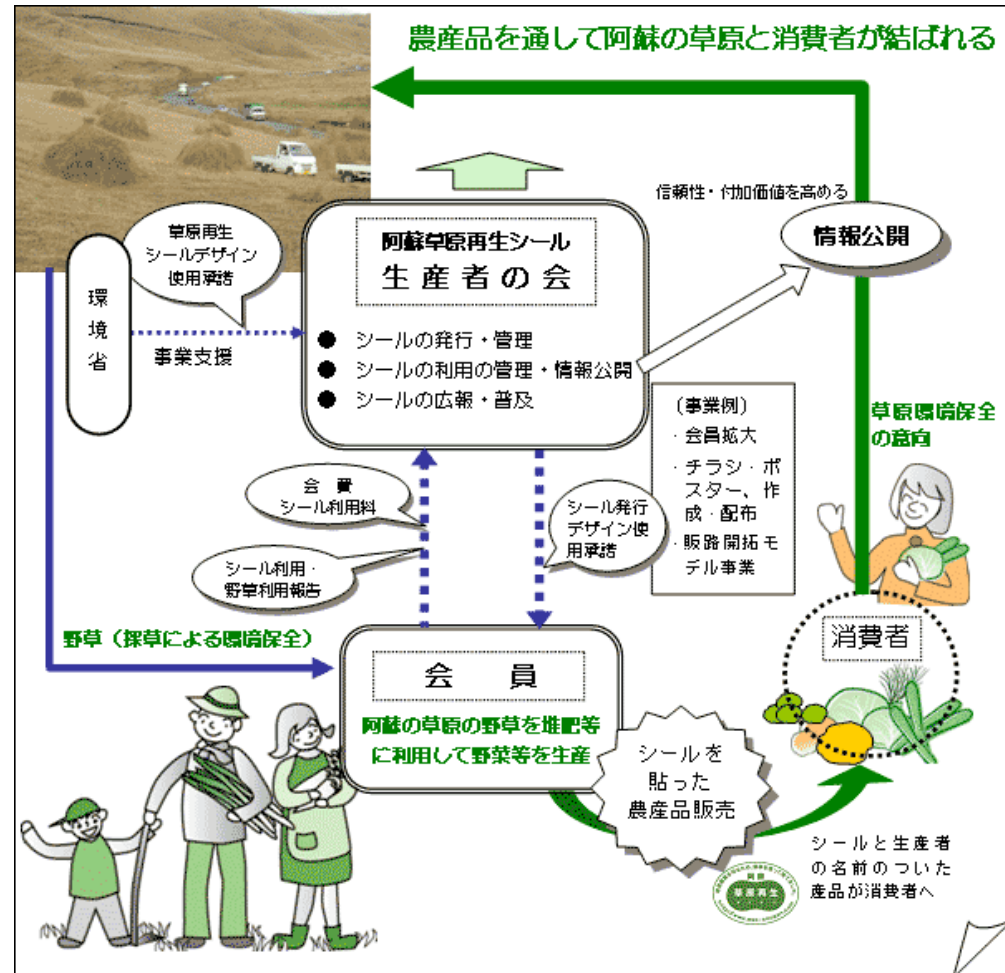 農産品を通して阿蘇の草原と消費者が結ばれる
信頼性・付加価値を高める
情報公開
草原再生
シールデザイン
使用承諾
環
境
省
事業支援
阿蘇草原再生シール
生産者の会
● シールの発行・管理
● シールの利用の管理・情報公開
● シールの広報・普及
（事業例）
・会員拡大
・チラシ・ポ
スター、作
成・配布
・販路開拓モ
デル事業
草原環境保全
の意向
会 費
シール利用料
シール利用・
野草利用報告
シール発行
デザイン使
用承諾
野草（採草による環境保全）
会 員
阿蘇の草原の野草を堆肥等
に利用して野菜等を生産
消費者
シールを
貼った
農産品販売
シールと生産者
の名前のついた
産品が消費者へ
阿蘇
草原再生